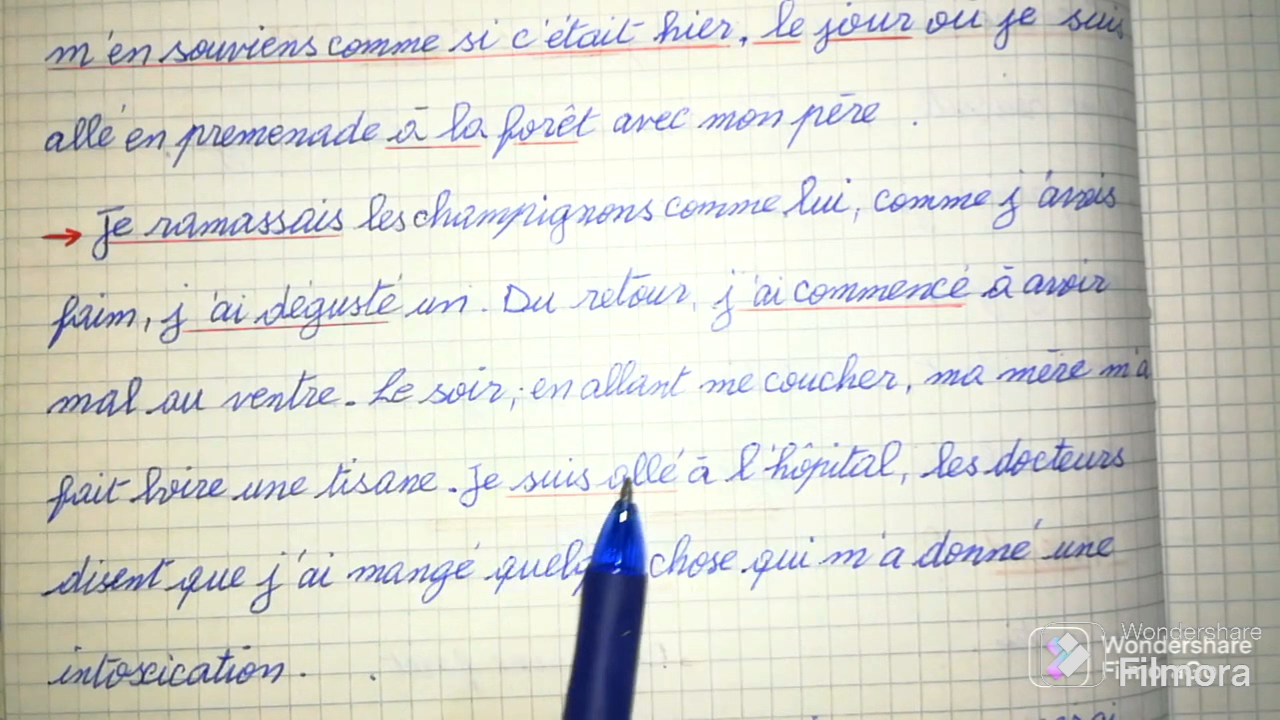 m'en souviens comme si c'était hier, le jour où je suis
allé en promenade à la forêt avec mon père .
→ Je ramassais les champignons comme lui, comme j'avais
faim, j'ai dégusté un. Du retour, j'ai commencé à avoir
mal au ventre. Le soir, en allant me coucher, ma mère m'a
fait boire une tisane. Je suis allé à l'hôpital, les docteurs
disent que j'ai mangé chose qui m'a donné une
intoxication.
Wondershare
Wondershare
Filmora